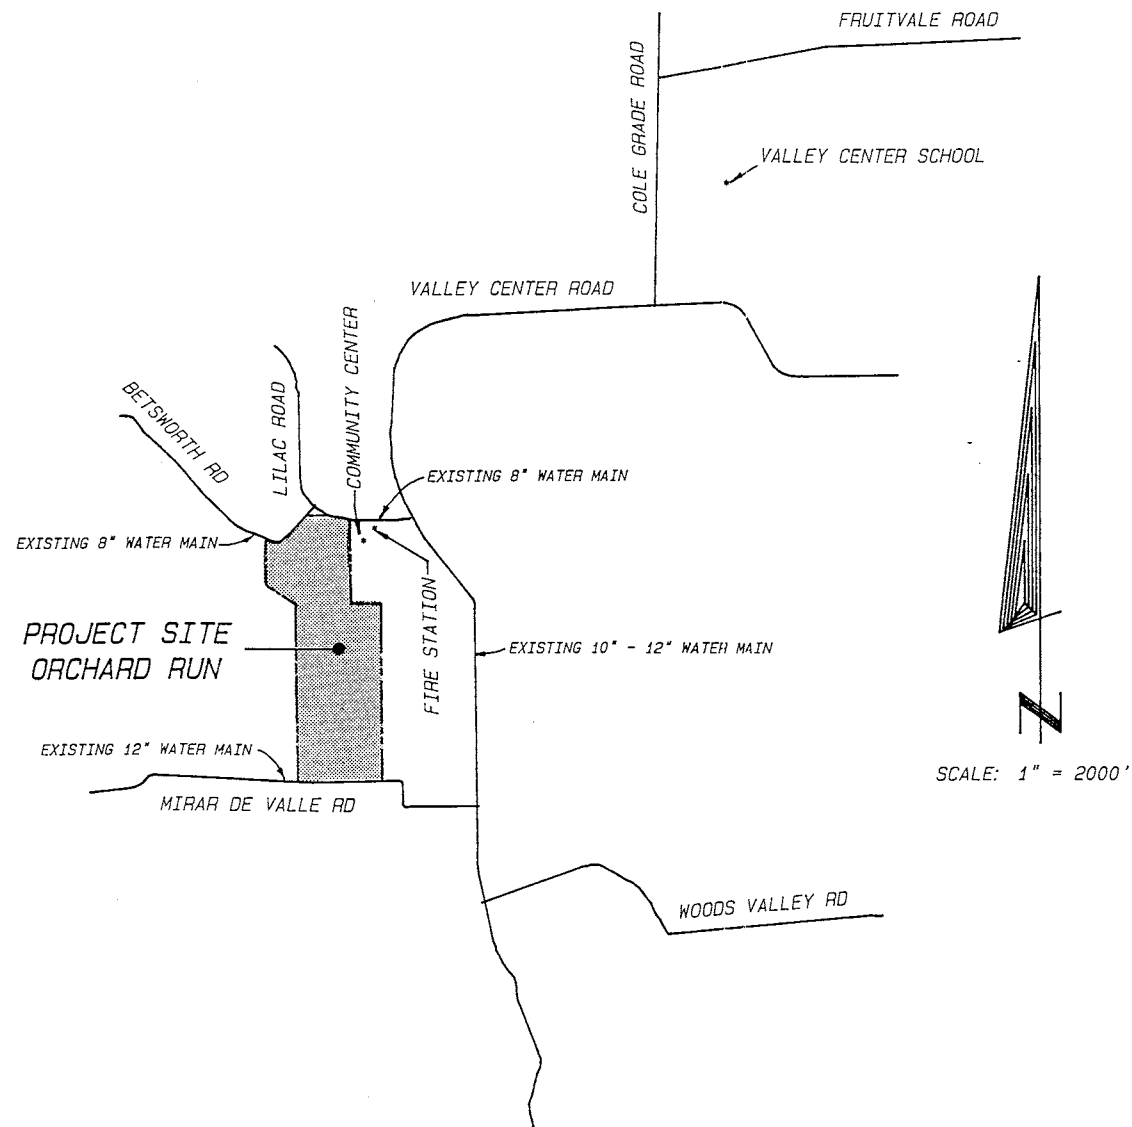 FRUITVALE ROAD
COLE GRADE ROAD
VALLEY CENTER SCHOOL
VALLEY CENTER ROAD
COMMUNITY CENTER
BETSWORTH RD
LILAC ROAD
EXISTING 8" WATER MAIN
EXISTING 8" WATER MAIN
FIRE STATION
PROJECT SITE
ORCHARD RUN
EXISTING 10" - 12" WATER MAIN
EXISTING 12" WATER MAIN
N
SCALE: 1" = 2000'
MIRAR DE VALLE RD
WOODS VALLEY RD